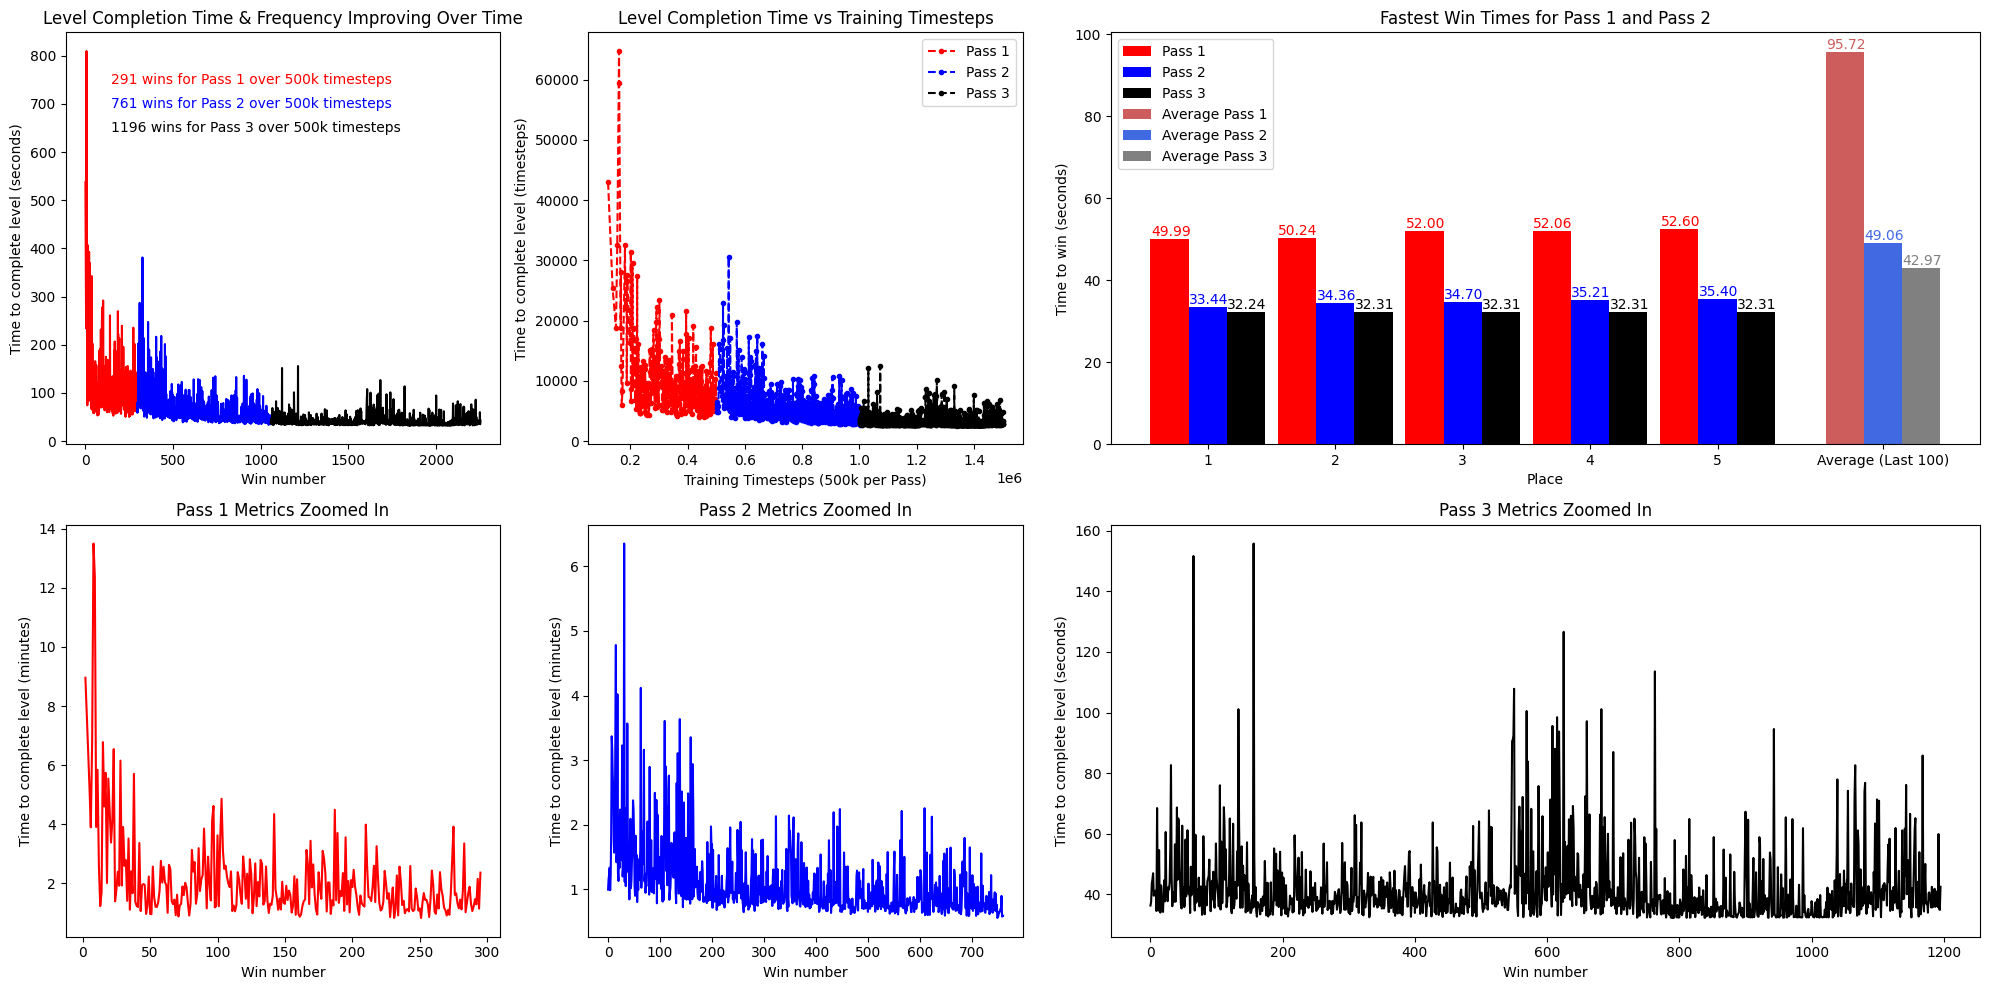 Level Completion Time & Frequency Improving Over Time
Time to complete level (seconds)
800
700
600
500
400
300
200
100
0
291 wins for Pass 1 over 500k timesteps
761 wins for Pass 2 over 500k timesteps
1196 wins for Pass 3 over 500k timesteps
0 500 1000 1500 2000
Win number
Level Completion Time vs Training Timesteps
Time to complete level (timesteps)
60000
50000
40000
30000
20000
10000
0
Pass 1
Pass 2
Pass 3
0.2 0.4 0.6 0.8 1.0 1.2 1.4
1e6
Training Timesteps (500k per Pass)
Fastest Win Times for Pass 1 and Pass 2
Time to win (seconds)
100
80
60
40
20
0
Pass 1
Pass 2
Pass 3
Average Pass 1
Average Pass 2
Average Pass 3
49.99 33.44 32.24
50.24 34.36 32.31
52.00 34.70 32.31
52.06 35.21 32.31
52.60 35.40 32.31
95.72 49.06 42.97
1 2 3 4 5 Average (Last 100)
Place
Pass 1 Metrics Zoomed In
Time to complete level (minutes)
14
12
10
8
6
4
2
0 50 100 150 200 250 300
Win number
Pass 2 Metrics Zoomed In
Time to complete level (minutes)
6
5
4
3
2
1
0 100 200 300 400 500 600 700
Win number
Pass 3 Metrics Zoomed In
Time to complete level (seconds)
160
140
120
100
80
60
40
0 200 400 600 800 1000 1200
Win number